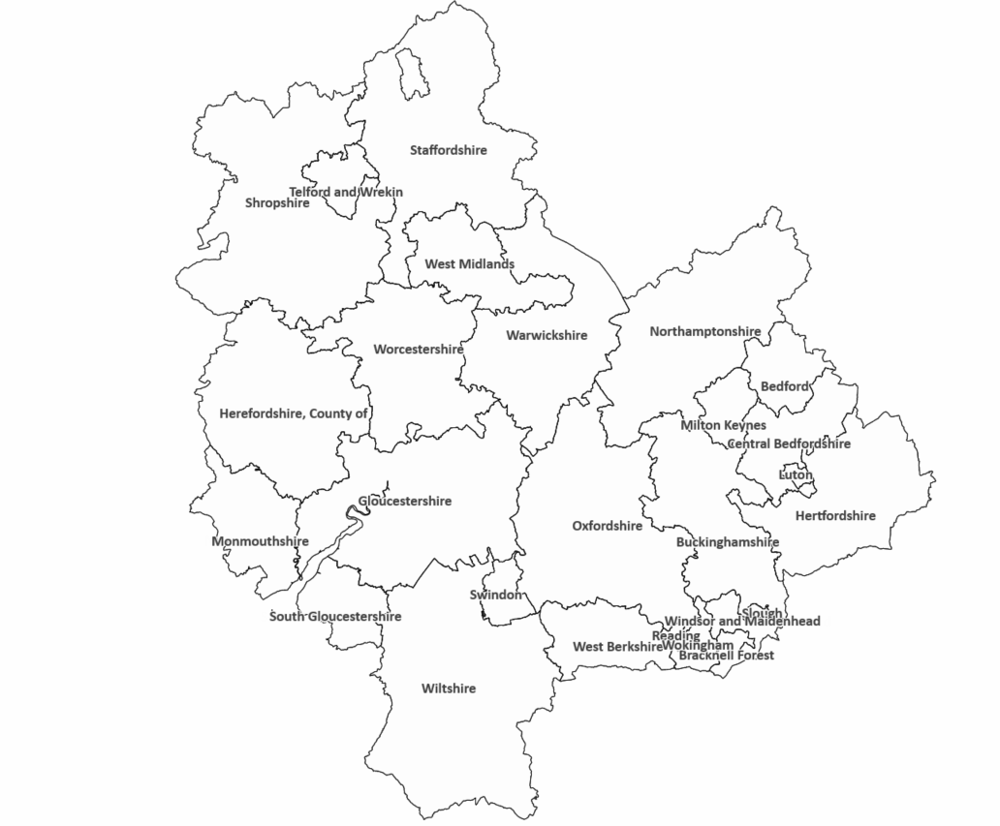 Staffordshire
Telford and Wrekin
Shropshire
West Midlands
Northamptonshire
Warwickshire
Worcestershire
Bedford
Herefordshire, County of
Milton Keynes
Central Bedfordshire
Luton
Gloucestershire
Hertfordshire
Oxfordshire
Monmouthshire
Buckinghamshire
Swindon
South Gloucestershire
Slough
Windsor and Maidenhead
Reading
West Berkshire
Wokingham
Bracknell Forest
Wiltshire